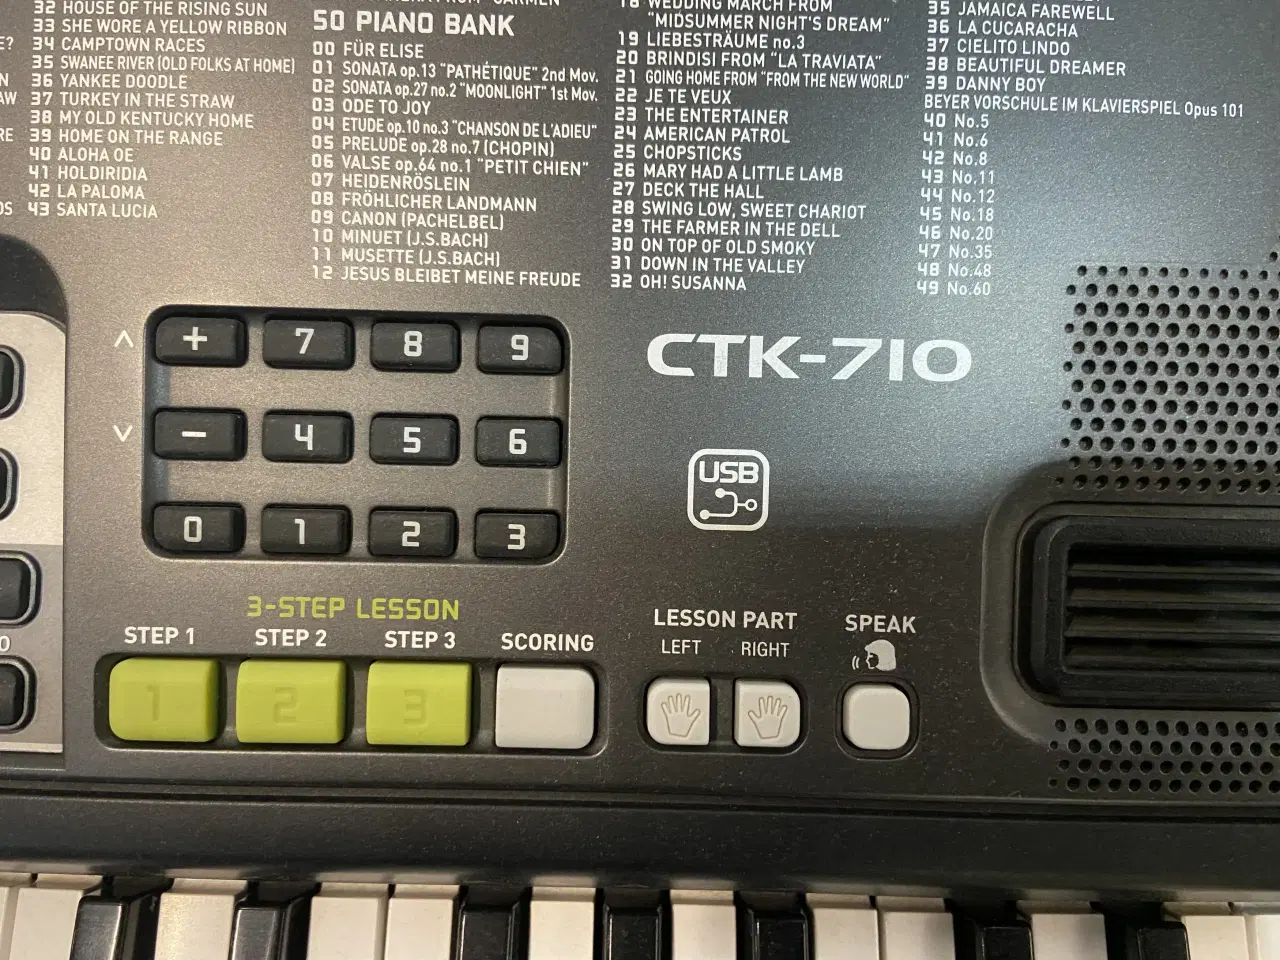 32 HOUSE OF THE RISING SUN
33 SHE WORE A YELLOW RIBBON
34 CAMPTOWN RACES
35 SWANEE RIVER (OLD FOLKS AT HOME)
36 YANKEE DOODLE
37 TURKEY IN THE STRAW
38 MY OLD KENTUCKY HOME
39 HOME ON THE RANGE
40 ALOHA OE
41 HOLDIRIDIA
42 LA PALOMA
43 SANTA LUCIA
50 PIANO BANK
00 FÜR ELISE
01 SONATA op.13 "PATHÉTIQUE" 2nd Mov.
02 SONATA op.27 no.2 "MOONLIGHT" 1st Mov.
03 ODE TO JOY
04 ETUDE op.10 no.3 "CHANSON DE L'ADIEU"
05 PRELUDE op.28 no.7 (CHOPIN)
06 VALSE op.64 no.1 "PETIT CHIEN"
07 HEIDENRÖSLEIN
08 FRÖHLICHER LANDMANN
09 CANON (PACHELBEL)
10 MINUET (J.S.BACH)
11 MUSETTE (J.S.BACH)
12 JESUS BLEIBET MEINE FREUDE
18 WEDDING MARCH FROM
"MIDSUMMER NIGHT'S DREAM"
19 LIEBESTRÄUME no.3
20 BRINDISI FROM "LA TRAVIATA"
21 GOING HOME FROM "FROM THE NEW WORLD"
22 JE TE VEUX
23 THE ENTERTAINER
24 AMERICAN PATROL
25 CHOPSTICKS
26 MARY HAD A LITTLE LAMB
27 DECK THE HALL
28 SWING LOW, SWEET CHARIOT
29 THE FARMER IN THE DELL
30 ON TOP OF OLD SMOKY
31 DOWN IN THE VALLEY
32 OH! SUSANNA
35 JAMAICA FAREWELL
36 LA CUCARACHA
37 CIELITO LINDO
38 BEAUTIFUL DREAMER
39 DANNY BOY
BEYER VORSCHULE IM KLAVIERSPIEL Opus 101
40 No.5
41 No.6
42 No.8
43 No.11
44 No.12
45 No.18
46 No.20
47 No.35
48 No.48
49 No.60
+ 7 8 9
− 4 5 6
0 1 2 3
CTK-710
USB
3-STEP LESSON
STEP 1 STEP 2 STEP 3 SCORING
1 2 3
LESSON PART
LEFT RIGHT
SPEAK